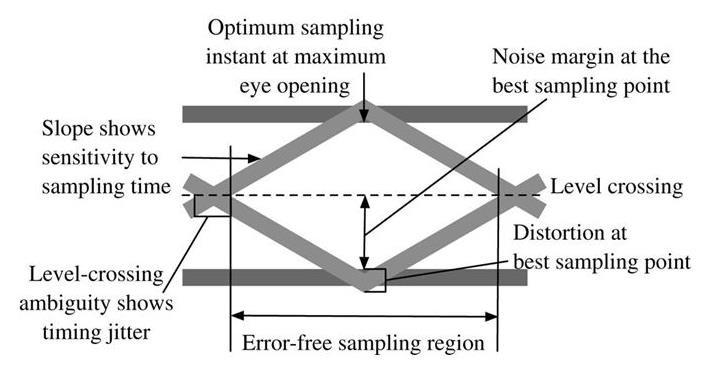 Optimum sampling
instant at maximum
eye opening
Noise margin at the
best sampling point
Slope shows
sensitivity to
sampling time
Level crossing
Distortion at
best sampling point
Level-crossing
ambiguity shows
timing jitter
Error-free sampling region